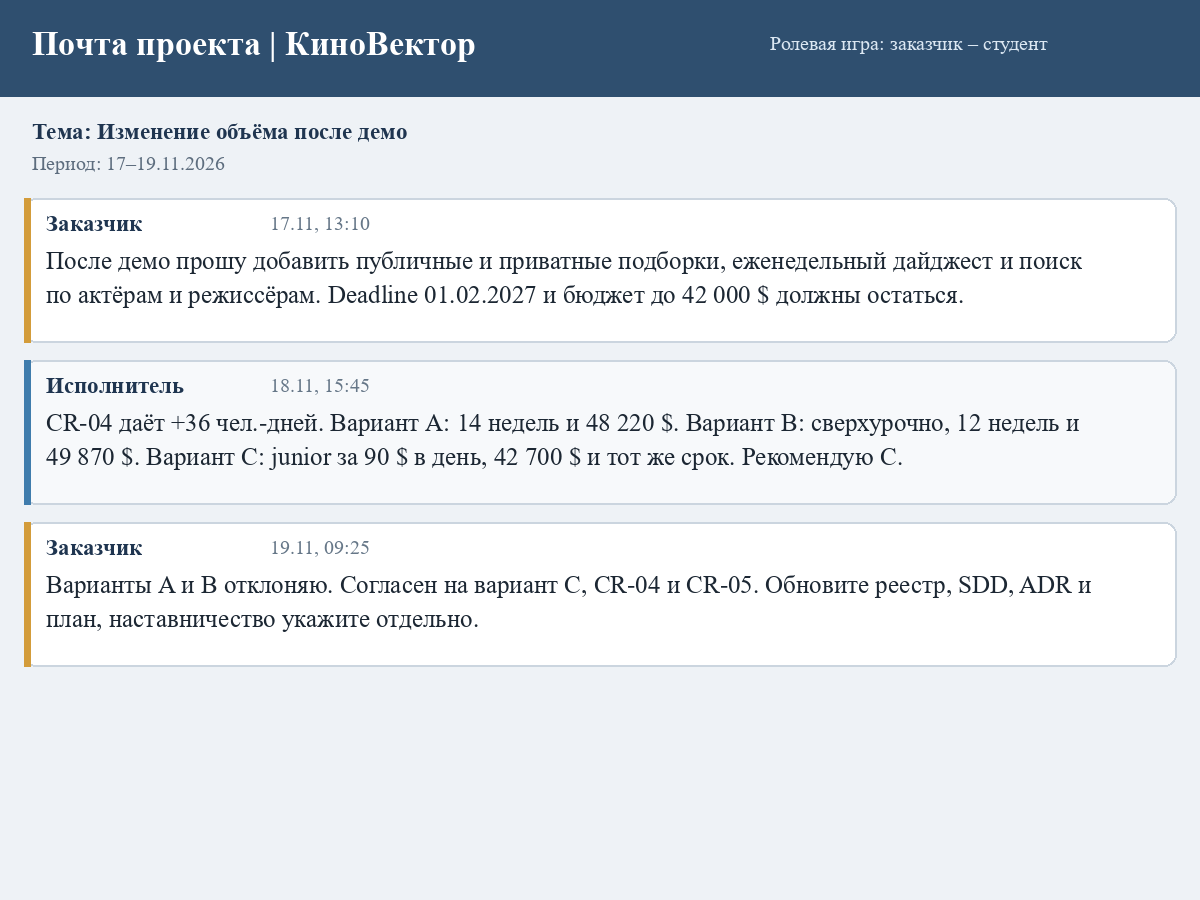 Почта проекта | КиноВектор
Ролевая игра: заказчик – студент
Тема: Изменение объёма после демо
Период: 17–19.11.2026
Заказчик 17.11, 13:10
После демо прошу добавить публичные и приватные подборки, еженедельный дайджест и поиск
по актёрам и режиссёрам. Deadline 01.02.2027 и бюджет до 42 000 $ должны остаться.
Исполнитель 18.11, 15:45
CR-04 даёт +36 чел.-дней. Вариант A: 14 недель и 48 220 $. Вариант B: сверхурочно, 12 недель и
49 870 $. Вариант C: junior за 90 $ в день, 42 700 $ и тот же срок. Рекомендую C.
Заказчик 19.11, 09:25
Варианты A и B отклоняю. Согласен на вариант C, CR-04 и CR-05. Обновите реестр, SDD, ADR и
план, наставничество укажите отдельно.